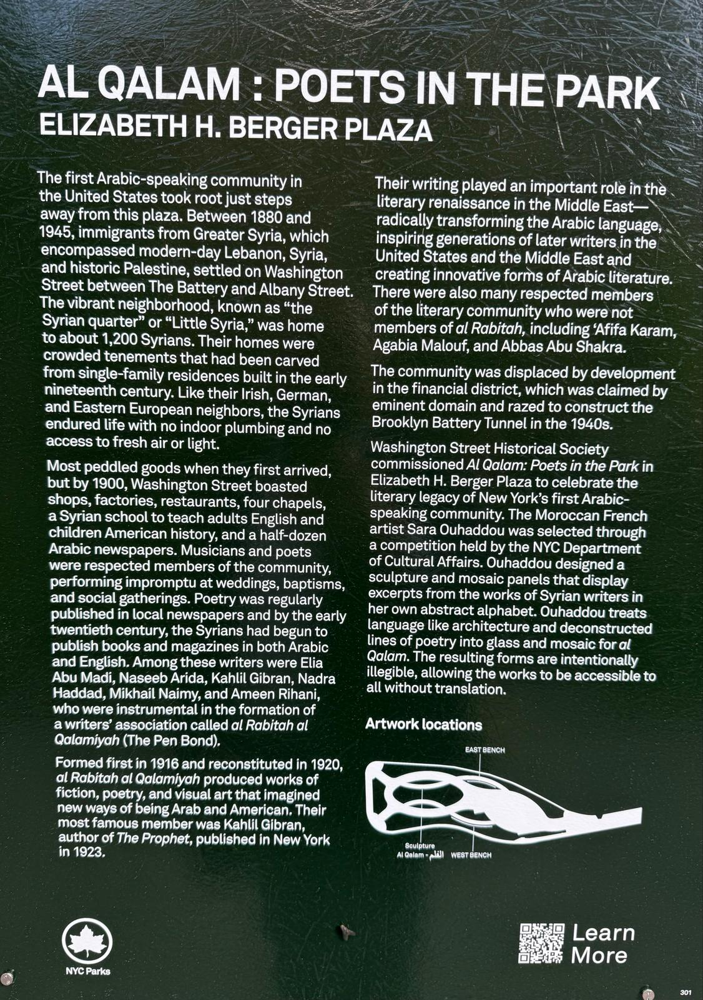 AL QALAM : POETS IN THE PARK
ELIZABETH H. BERGER PLAZA
The first Arabic-speaking community in
the United States took root just steps
away from this plaza. Between 1880 and
1945, immigrants from Greater Syria, which
encompassed modern-day Lebanon, Syria,
and historic Palestine, settled on Washington
Street between The Battery and Albany Street.
The vibrant neighborhood, known as “the
Syrian quarter” or “Little Syria,” was home
to about 1,200 Syrians. Their homes were
crowded tenements that had been carved
from single-family residences built in the early
nineteenth century. Like their Irish, German,
and Eastern European neighbors, the Syrians
endured life with no indoor plumbing and no
access to fresh air or light.
Most peddled goods when they first arrived,
but by 1900, Washington Street boasted
shops, factories, restaurants, four chapels,
a Syrian school to teach adults English and
children American history, and a half-dozen
Arabic newspapers. Musicians and poets
were respected members of the community,
performing impromptu at weddings, baptisms,
and social gatherings. Poetry was regularly
published in local newspapers and by the early
twentieth century, the Syrians had begun to
publish books and magazines in both Arabic
and English. Among these writers were Elia
Abu Madi, Naseeb Arida, Kahlil Gibran, Nadra
Haddad, Mikhail Naimy, and Ameen Rihani,
who were instrumental in the formation of
a writers’ association called al Rabitah al
Qalamiyah (The Pen Bond).
Formed first in 1916 and reconstituted in 1920,
al Rabitah al Qalamiyah produced works of
fiction, poetry, and visual art that imagined
new ways of being Arab and American. Their
most famous member was Kahlil Gibran,
author of The Prophet, published in New York
in 1923.
Their writing played an important role in the
literary renaissance in the Middle East—
radically transforming the Arabic language,
inspiring generations of later writers in the
United States and the Middle East and
creating innovative forms of Arabic literature.
There were also many respected members
of the literary community who were not
members of al Rabitah, including ‘Afifa Karam,
Agabia Malouf, and Abbas Abu Shakra.
The community was displaced by development
in the financial district, which was claimed by
eminent domain and razed to construct the
Brooklyn Battery Tunnel in the 1940s.
Washington Street Historical Society
commissioned Al Qalam: Poets in the Park in
Elizabeth H. Berger Plaza to celebrate the
literary legacy of New York’s first Arabic-
speaking community. The Moroccan French
artist Sara Ouhaddou was selected through
a competition held by the NYC Department
of Cultural Affairs. Ouhaddou designed a
sculpture and mosaic panels that display
excerpts from the works of Syrian writers in
her own abstract alphabet. Ouhaddou treats
language like architecture and deconstructed
lines of poetry into glass and mosaic for al
Qalam. The resulting forms are intentionally
illegible, allowing the works to be accessible to
all without translation.
Artwork locations
EAST BENCH
Sculpture
Al Qalam - القلم
WEST BENCH
NYC Parks
Learn
More
301